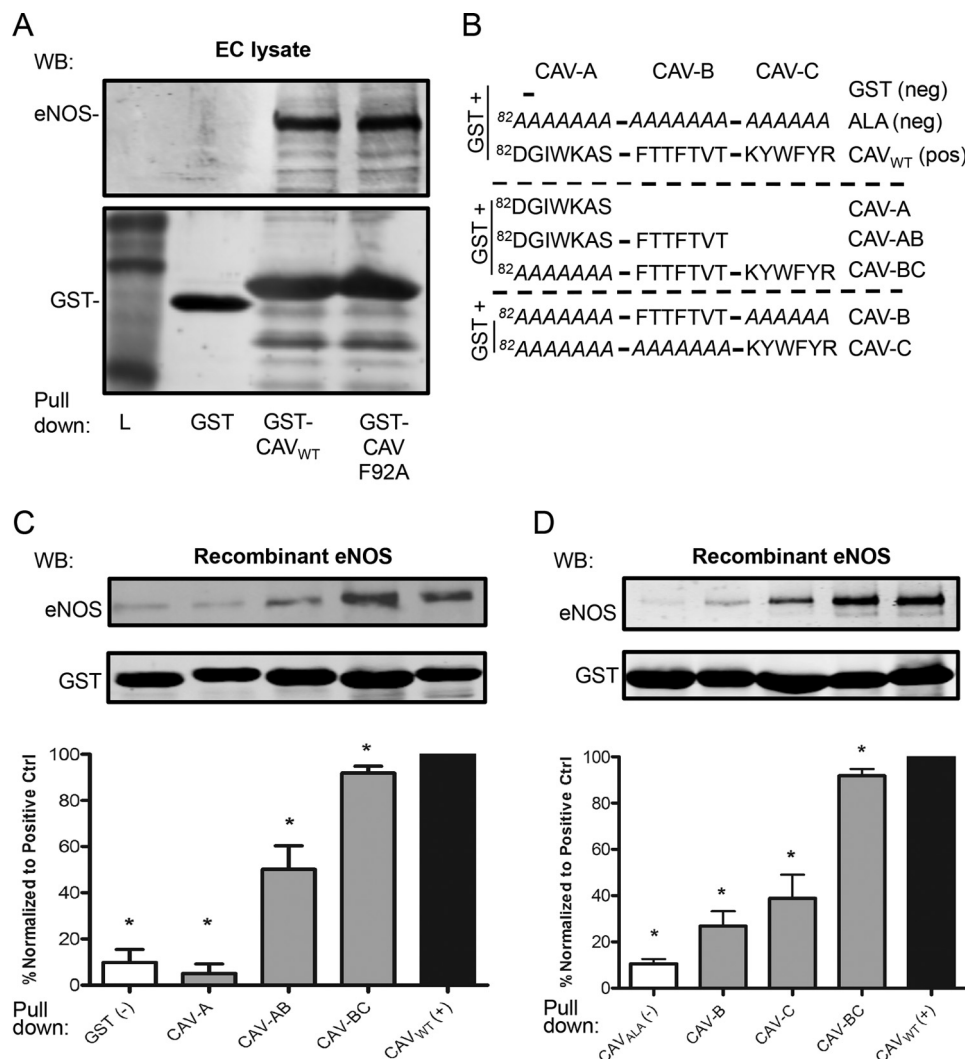 A
EC lysate
WB:
eNOS-
GST-
Pull down:
L
GST
GST-CAVWT
GST-CAV F92A
B
CAV-A CAV-B CAV-C
GST + – GST (neg)
82AAAAAAA – AAAAAAA – AAAAAA ALA (neg)
82DGIWKAS – FTTFTVT – KYWFYR CAVWT (pos)
GST + 82DGIWKAS CAV-A
82DGIWKAS – FTTFTVT CAV-AB
82AAAAAAA – FTTFTVT – KYWFYR CAV-BC
GST + 82AAAAAAA – FTTFTVT – AAAAAA CAV-B
82AAAAAAA – AAAAAAA – KYWFYR CAV-C
C
WB: Recombinant eNOS
eNOS
GST
% Normalized to Positive Ctrl
100
80
60
40
20
0
* * * *
Pull down:
GST (-) CAV-A CAV-AB CAV-BC CAVWT (+)
D
WB: Recombinant eNOS
eNOS
GST
% Normalized to Positive Ctrl
100
80
60
40
20
0
* * * *
Pull down:
CAVALA (-) CAV-B CAV-C CAV-BC CAVWT (+)